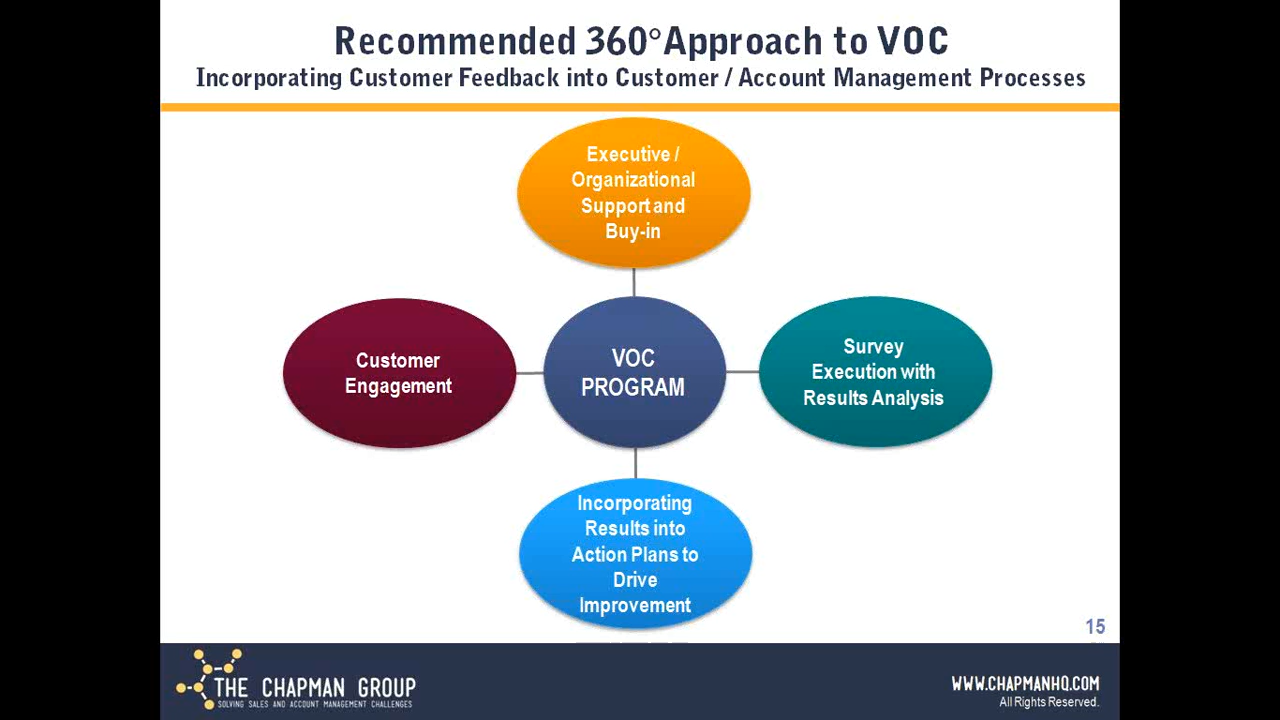 Recommended 360°Approach to VOC
Incorporating Customer Feedback into Customer / Account Management Processes
Executive /
Organizational
Support and
Buy-in
Customer
Engagement
VOC
PROGRAM
Survey
Execution with
Results Analysis
Incorporating
Results into
Action Plans to
Drive
Improvement
15
THE CHAPMAN GROUP
SOLVING SALES AND ACCOUNT MANAGEMENT CHALLENGES
WWW.CHAPMANHQ.COM
All Rights Reserved.